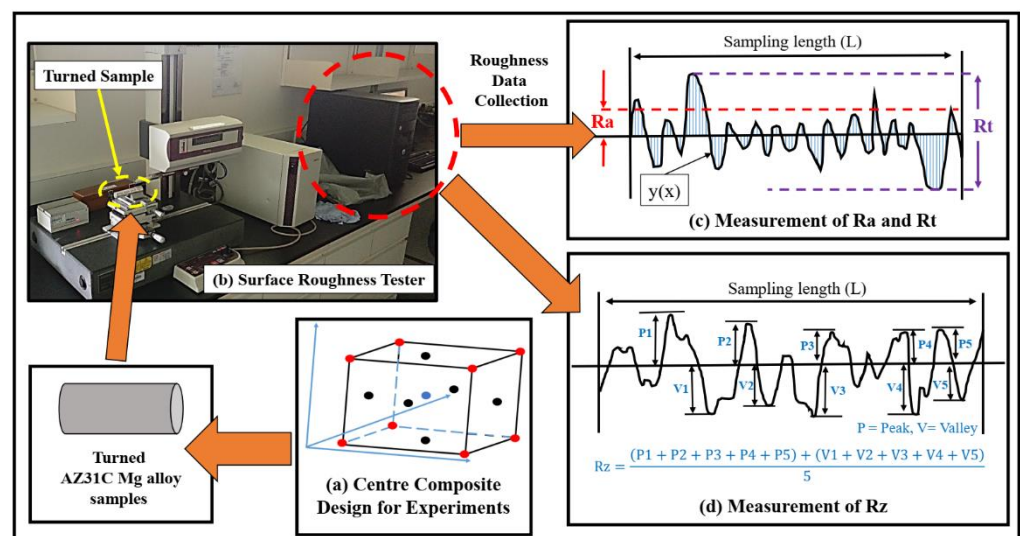 Turned Sample
(b) Surface Roughness Tester
Roughness
Data
Collection
Sampling length (L)
Ra
Rt
y(x)
(c) Measurement of Ra and Rt
Sampling length (L)
P1
P2
P3
P4
P5
V1
V2
V3
V4
V5
P = Peak, V= Valley
Rz = (P1 + P2 + P3 + P4 + P5) + (V1 + V2 + V3 + V4 + V5)
5
(d) Measurement of Rz
(a) Centre Composite
Design for Experiments
Turned
AZ31C Mg alloy
samples